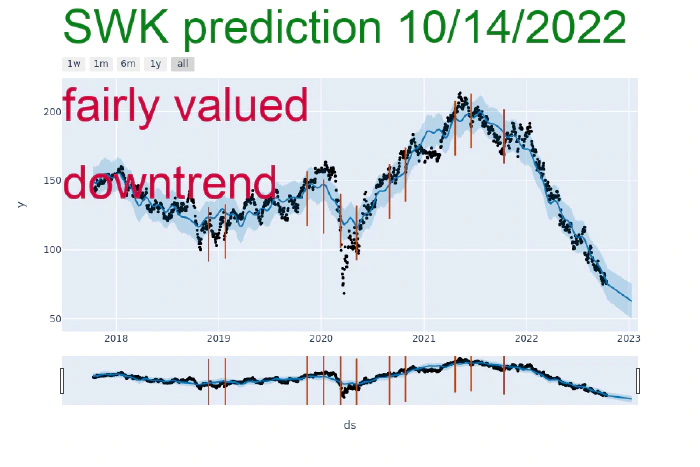 SWK prediction 10/14/2022
1w 1m 6m 1y all
fairly valued
downtrend
200
150
100
50
y
2018 2019 2020 2021 2022 2023
ds